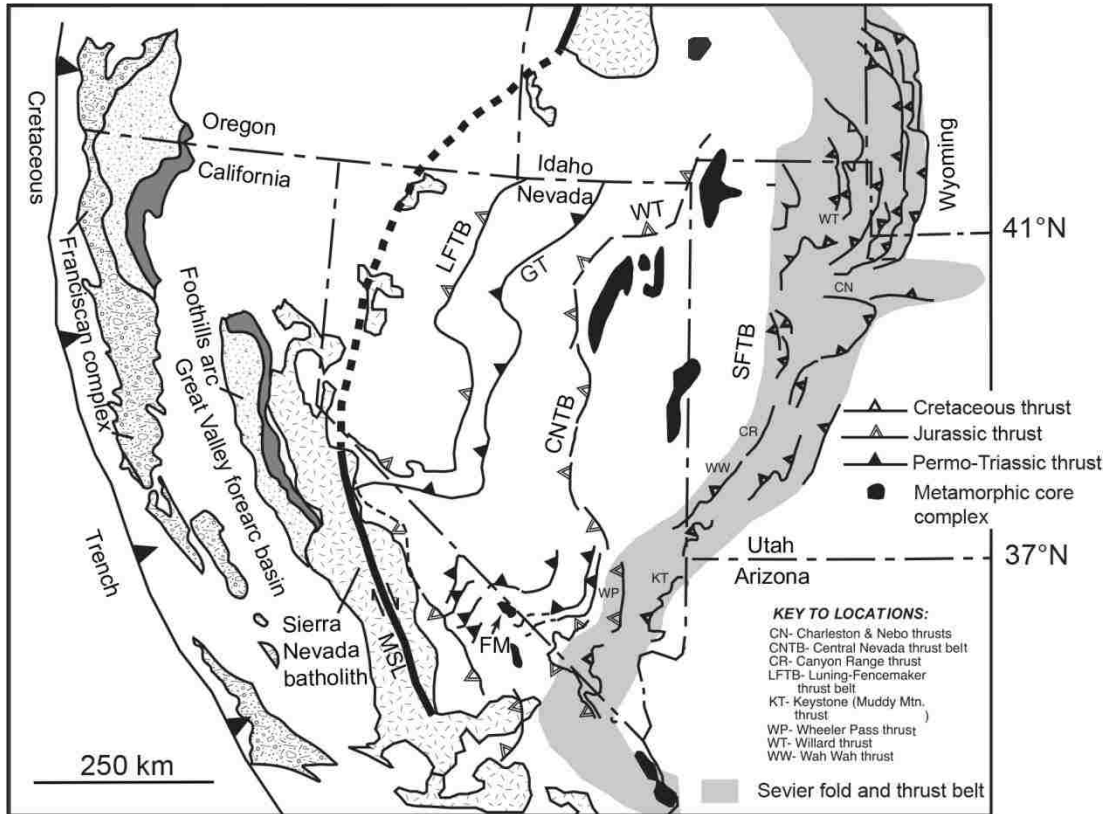 Cretaceous
Oregon
California
Idaho
Nevada
Wyoming
WT
WT
41°N
LFTB
GT
CN
Franciscan complex
Foothills arc
Great Valley forearc basin
SFTB
CNTB
CR
WW
Cretaceous thrust
Jurassic thrust
Permo-Triassic thrust
Metamorphic core
complex
Trench
Utah
Arizona
37°N
KT
WP
Sierra
Nevada
batholith
MSL
FM
KEY TO LOCATIONS:
CN- Charleston & Nebo thrusts
CNTB- Central Nevada thrust belt
CR- Canyon Range thrust
LFTB- Luning-Fencemaker
thrust belt
KT- Keystone (Muddy Mtn.
thrust )
WP- Wheeler Pass thrust
WT- Willard thrust
WW- Wah Wah thrust
250 km
Sevier fold and thrust belt